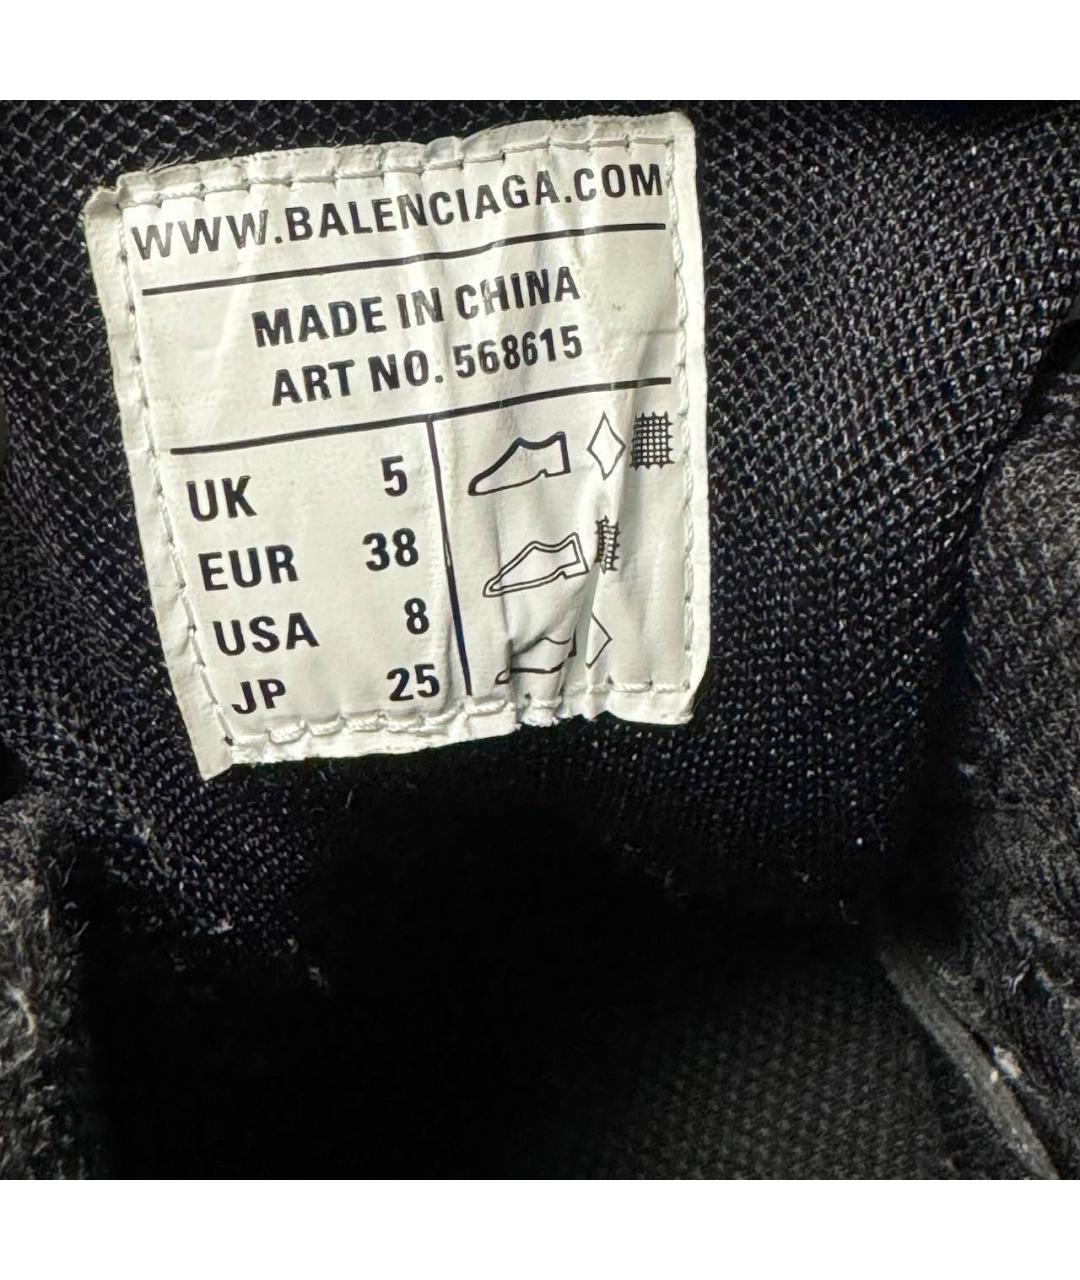 WWW.BALENCIAGA.COM
MADE IN CHINA
ART NO. 568615
UK 5
EUR 38
USA 8
JP 25